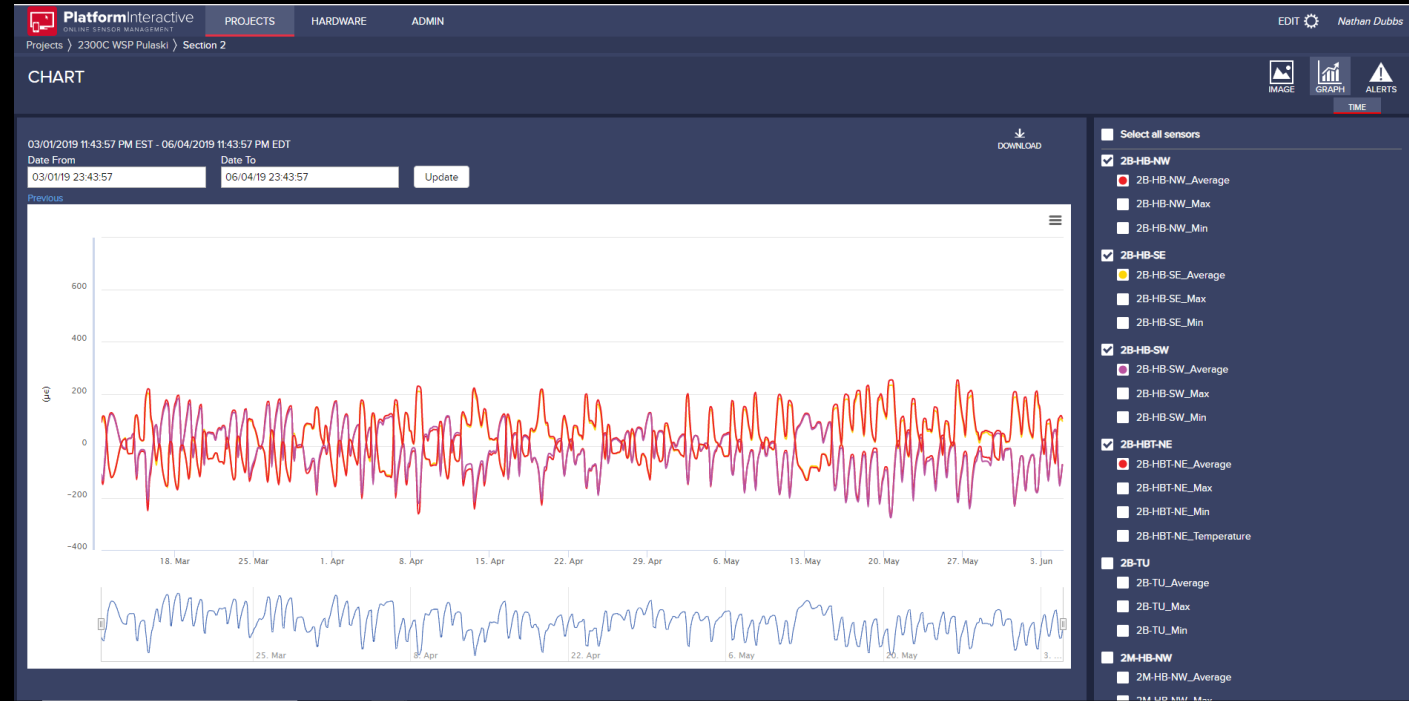 PlatformInteractive
ONLINE SENSOR MANAGEMENT
PROJECTS HARDWARE ADMIN EDIT Nathan Dubbs
Projects 〉 2300C WSP Pulaski 〉 Section 2
CHART
IMAGE GRAPH ALERTS
TIME
03/01/2019 11:43:57 PM EST - 06/04/2019 11:43:57 PM EDT
DOWNLOAD
Date From Date To
03/01/19 23:43:57 06/04/19 23:43:57 Update
Previous
600
400
200
0
-200
-400
(µε)
18. Mar 25. Mar 1. Apr 8. Apr 15. Apr 22. Apr 29. Apr 6. May 13. May 20. May 27. May 3. Jun
25. Mar 8. Apr 22. Apr 6. May 20. May 3. ...
Select all sensors
2B-HB-NW
2B-HB-NW_Average
2B-HB-NW_Max
2B-HB-NW_Min
2B-HB-SE
2B-HB-SE_Average
2B-HB-SE_Max
2B-HB-SE_Min
2B-HB-SW
2B-HB-SW_Average
2B-HB-SW_Max
2B-HB-SW_Min
2B-HBT-NE
2B-HBT-NE_Average
2B-HBT-NE_Max
2B-HBT-NE_Min
2B-HBT-NE_Temperature
2B-TU
2B-TU_Average
2B-TU_Max
2B-TU_Min
2M-HB-NW
2M-HB-NW_Average
2M-HB-NW_Max